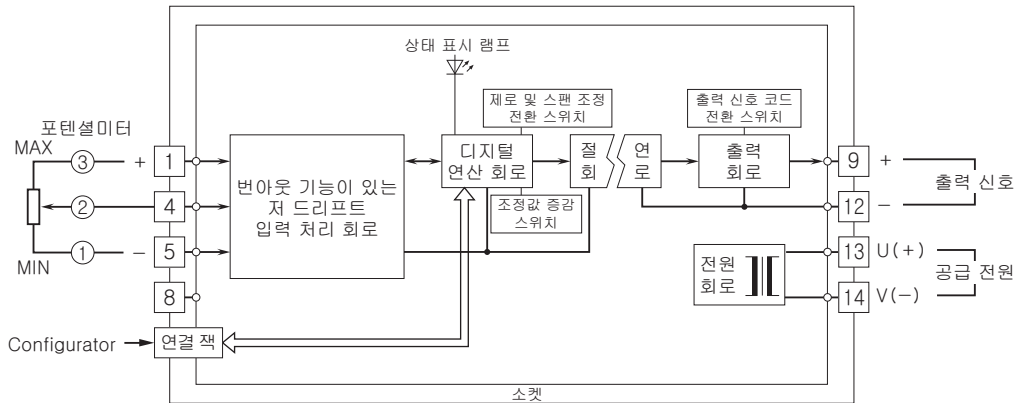 상태 표시 램프
제로 및 스팬 조정
전환 스위치
출력 신호 코드
전환 스위치
포텐셜미터
MAX
3
+
1
번아웃 기능이 있는
저 드리프트
입력 처리 회로
디지털
연산 회로
절 연
회 로
출력
회로
9
+
2
4
조정값 증감
스위치
12
−
출력 신호
1
−
5
MIN
전원
회로
13
U(+)
공급 전원
8
14
V(−)
Configurator
연결 잭
소켓